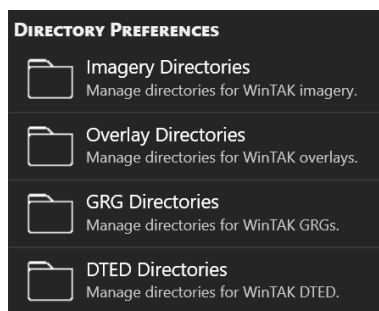 Directory Preferences
Imagery Directories
Manage directories for WinTAK imagery.
Overlay Directories
Manage directories for WinTAK overlays.
GRG Directories
Manage directories for WinTAK GRGs.
DTED Directories
Manage directories for WinTAK DTED.